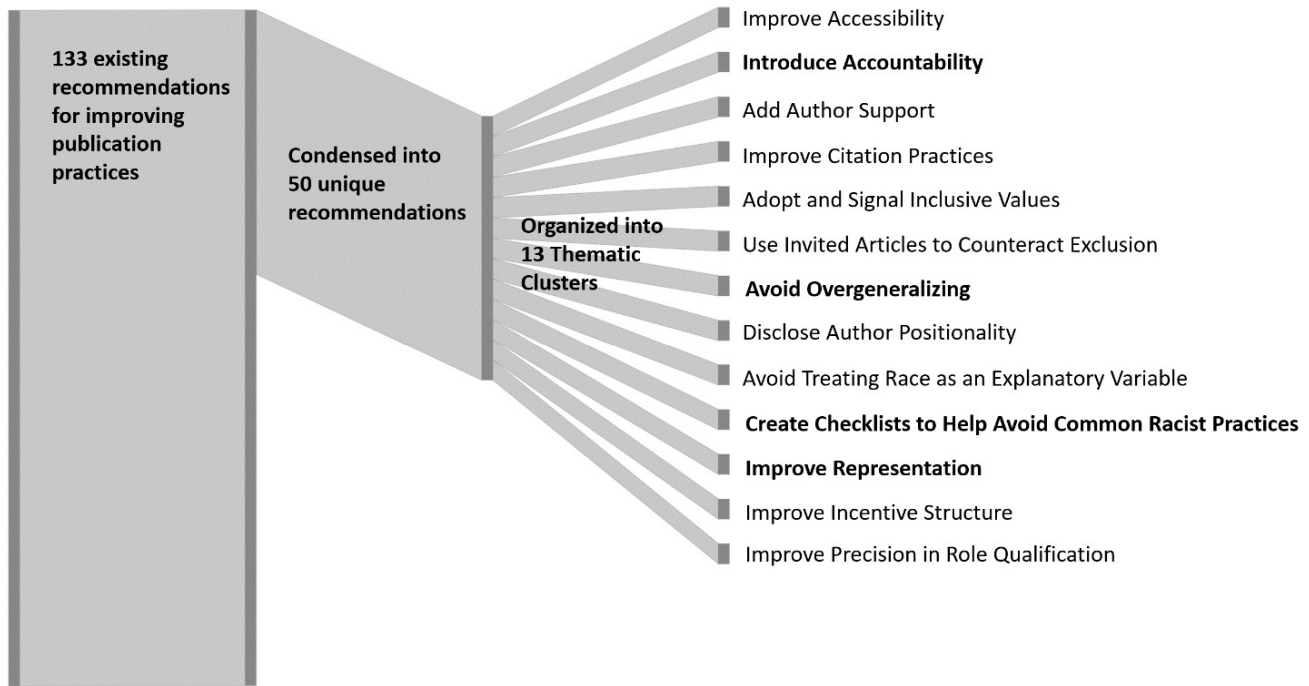 133 existing
recommendations
for improving
publication
practices
Condensed into
50 unique
recommendations
Organized into
13 Thematic
Clusters
Improve Accessibility
Introduce Accountability
Add Author Support
Improve Citation Practices
Adopt and Signal Inclusive Values
Use Invited Articles to Counteract Exclusion
Avoid Overgeneralizing
Disclose Author Positionality
Avoid Treating Race as an Explanatory Variable
Create Checklists to Help Avoid Common Racist Practices
Improve Representation
Improve Incentive Structure
Improve Precision in Role Qualification